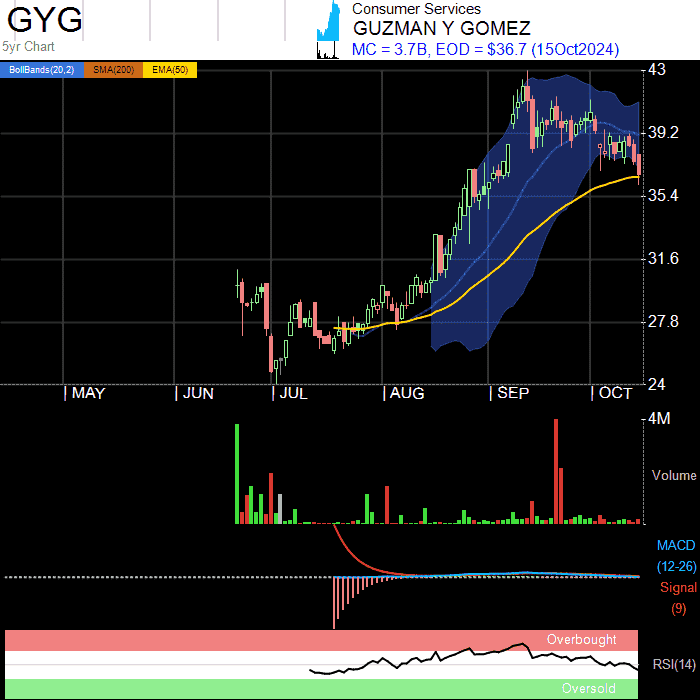 GYG
5yr Chart
Consumer Services
GUZMAN Y GOMEZ
MC = 3.7B, EOD = $36.7 (15Oct2024)
BollBands(20,2) SMA(200) EMA(50)
43
39.2
35.4
31.6
27.8
24
MAY JUN JUL AUG SEP OCT
4M
Volume
MACD
(12-26)
Signal
(9)
Overbought
RSI(14)
Oversold